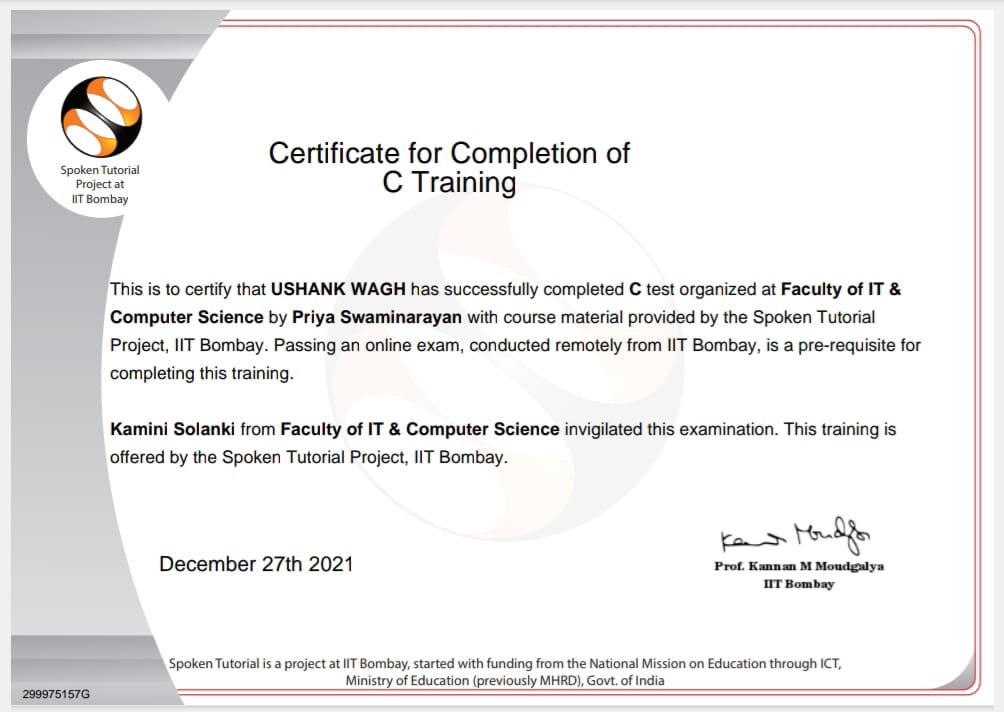 Spoken Tutorial
Project at
IIT Bombay
Certificate for Completion of
C Training
This is to certify that USHANK WAGH has successfully completed C test organized at Faculty of IT &
Computer Science by Priya Swaminarayan with course material provided by the Spoken Tutorial
Project, IIT Bombay. Passing an online exam, conducted remotely from IIT Bombay, is a pre-requisite for
completing this training.
Kamini Solanki from Faculty of IT & Computer Science invigilated this examination. This training is
offered by the Spoken Tutorial Project, IIT Bombay.
December 27th 2021
Kannan Moudgalya
Prof. Kannan M Moudgalya
IIT Bombay
Spoken Tutorial is a project at IIT Bombay, started with funding from the National Mission on Education through ICT,
Ministry of Education (previously MHRD), Govt. of India
299975157G